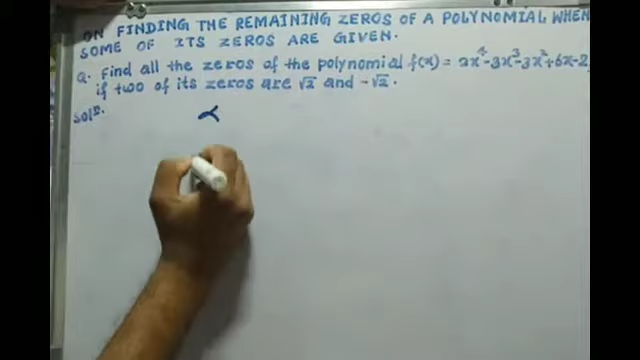 ON FINDING THE REMAINING ZEROS OF A POLYNOMIAL WHEN
SOME OF ITS ZEROS ARE GIVEN.
Q. Find all the zeros of the polynomial f(x) = 2x⁴-3x³-3x²+6x-2,
if two of its zeros are √2 and -√2.
Solⁿ.
α